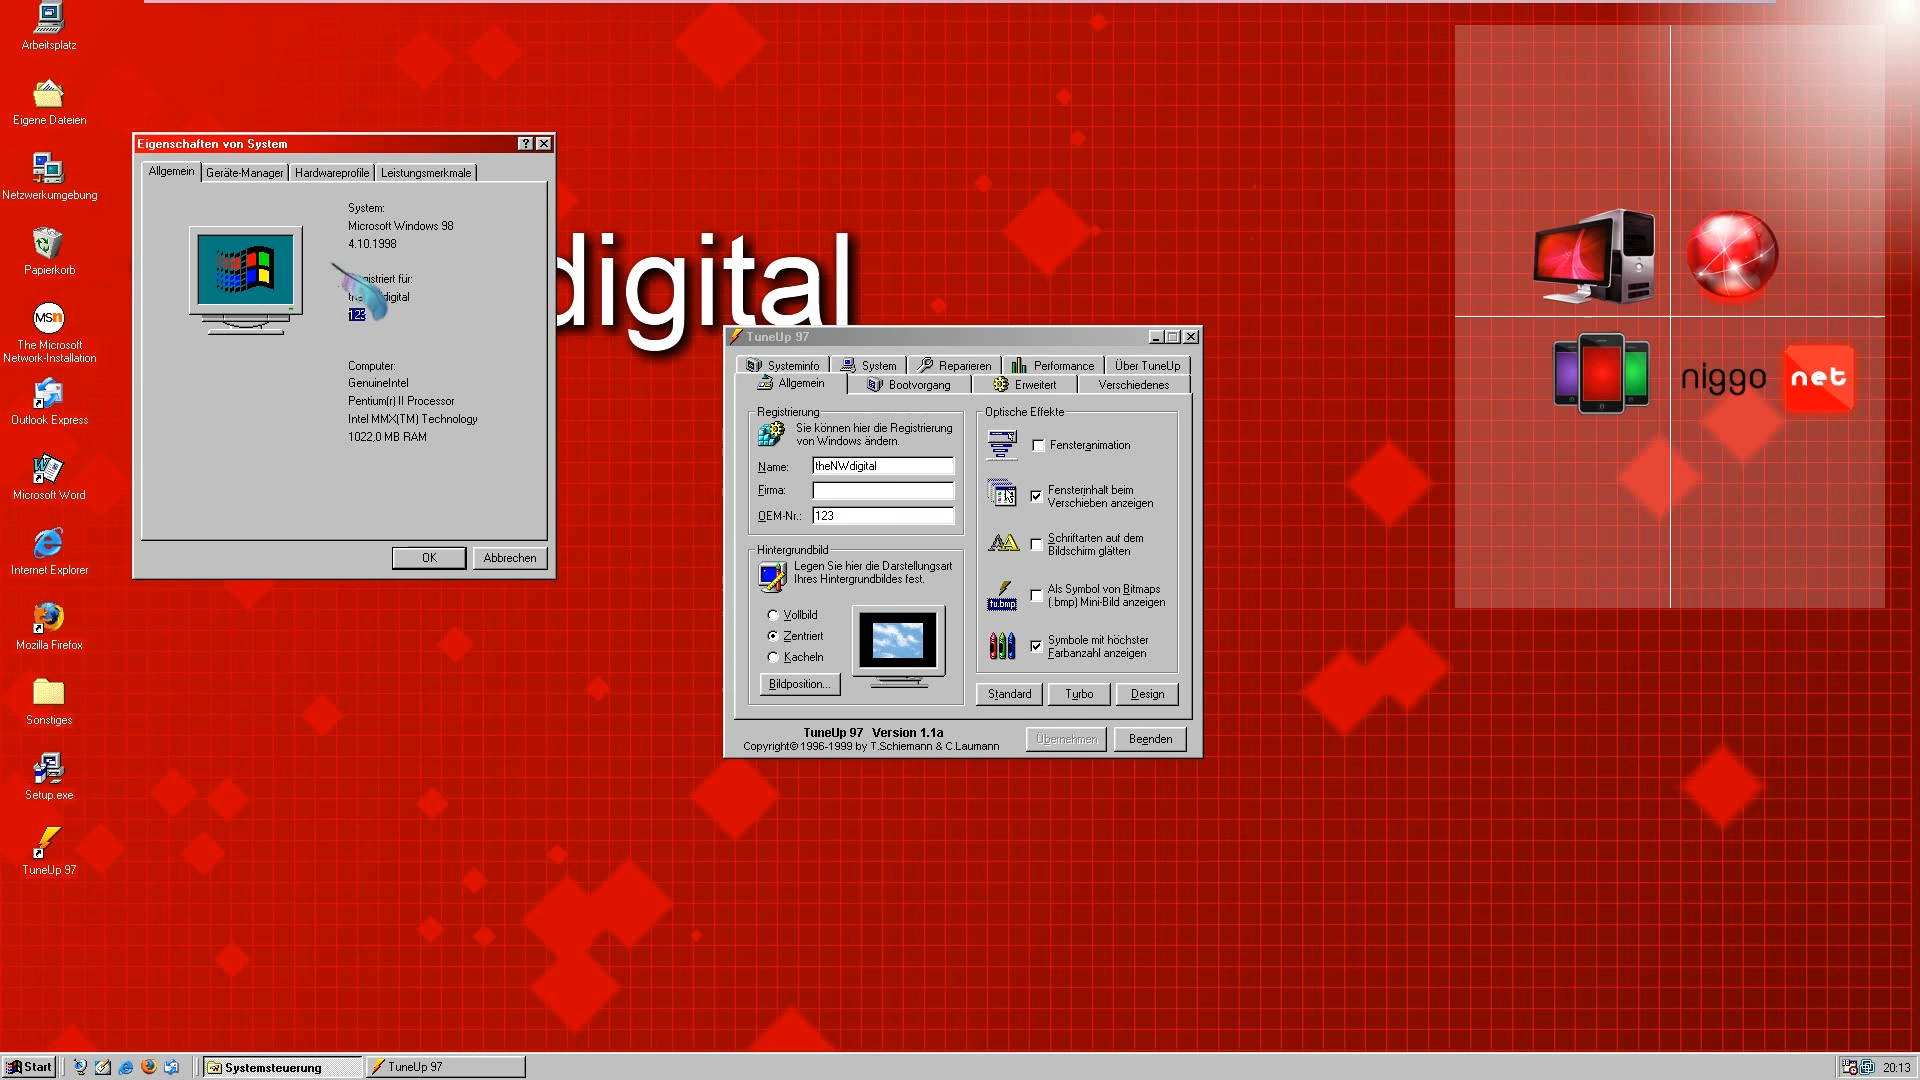 Arbeitsplatz
Eigene Dateien
Netzwerkumgebung
Papierkorb
The Microsoft
Network-Installation
Outlook Express
Microsoft Word
Internet Explorer
Mozilla Firefox
Sonstiges
Setup.exe
TuneUp 97
Eigenschaften von System
Allgemein
Geräte-Manager
Hardwareprofile
Leistungsmerkmale
System:
Microsoft Windows 98
4.10.1998
123
Computer:
GenuineIntel
Pentium(r) II Processor
Intel MMX(TM) Technology
1022,0 MB RAM
OK
Abbrechen
digital
TuneUp 97
Systeminfo
System
Reparieren
Performance
Über TuneUp
Allgemein
Bootvorgang
Erweitert
Verschiedenes
Registrierung
Sie können hier die Registrierung
von Windows ändern.
Name: theNWdigital
Firma:
OEM-Nr.: 123
Hintergrundbild
Legen Sie hier die Darstellungsart
Ihres Hintergrundbildes fest.
Vollbild
Zentriert
Kacheln
Bildposition...
Optische Effekte
Fensteranimation
Fensterinhalt beim
Verschieben anzeigen
Schriftarten auf dem
Bildschirm glätten
tu.bmp
Als Symbol von Bitmaps
(.bmp) Mini-Bild anzeigen
Symbole mit höchster
Farbanzahl anzeigen
Standard
Turbo
Design
TuneUp 97 Version 1.1a
Copyright© 1996-1999 by T.Schiemann & C.Laumann
Übernehmen
Beenden
niggo net
Start
Systemsteuerung
TuneUp 97
20:13